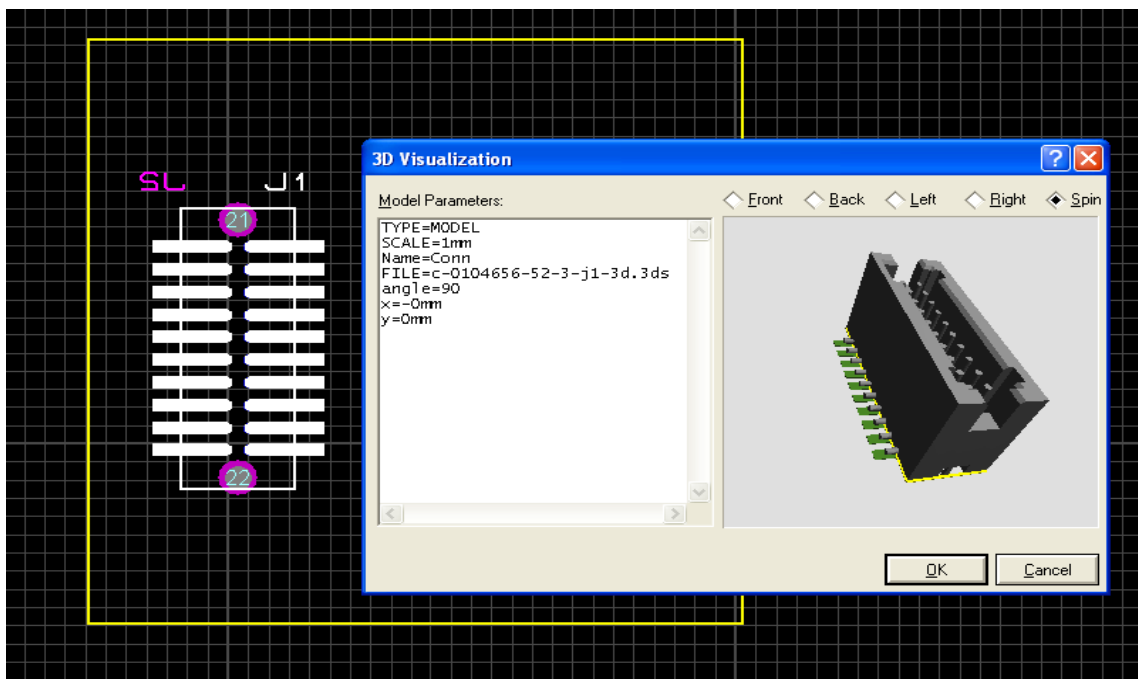 3D Visualization
SL J1
Model Parameters:
Front Back Left Right Spin
21
TYPE=MODEL
SCALE=1mm
Name=Conn
FILE=c-0104656-52-3-j1-3d.3ds
angle=90
x=-0mm
y=0mm
22
OK Cancel